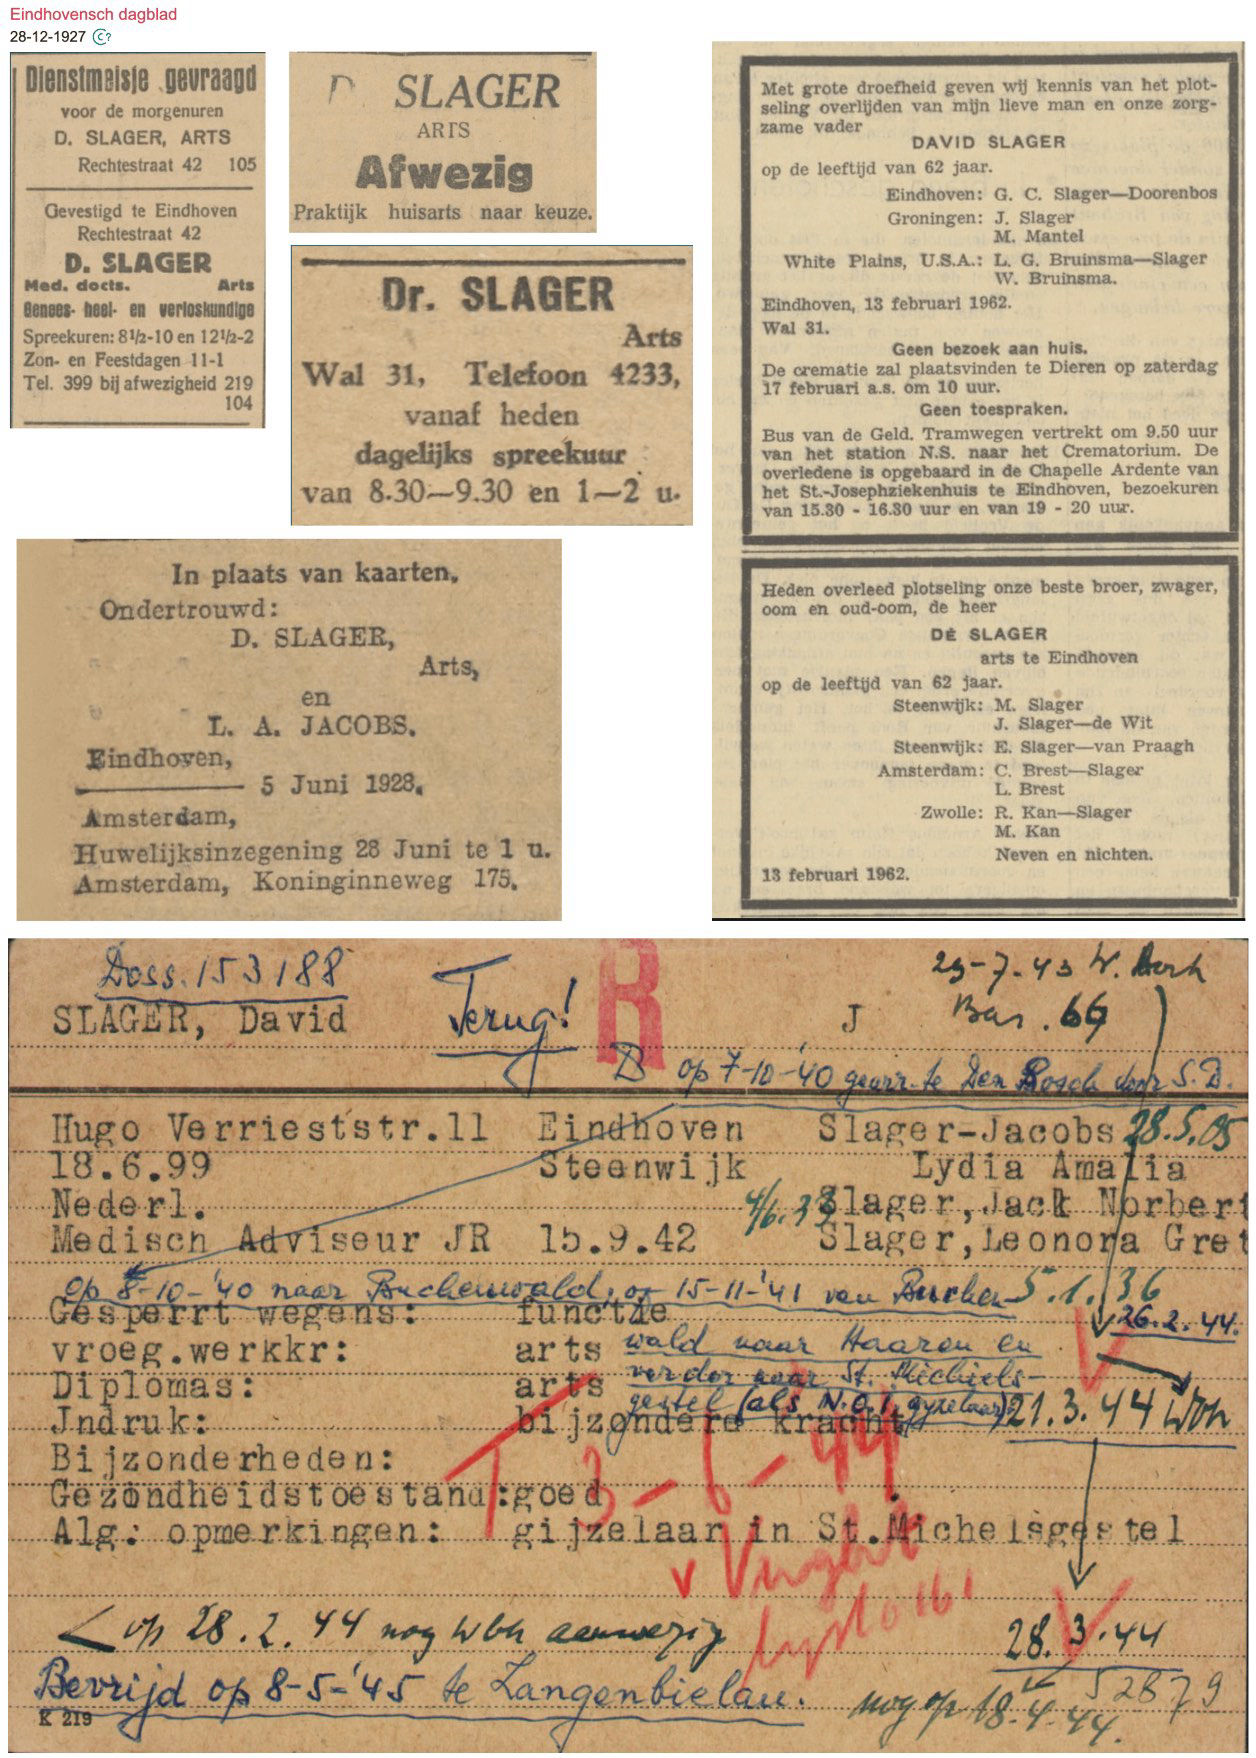 Eindhovensch dagblad
28-12-1927
Dienstmeisje gevraagd
voor de morgenuren
D. SLAGER, ARTS
Rechtestraat 42 105
Gevestigd te Eindhoven
Rechtestraat 42
D. SLAGER
Med. docts. Arts
Genees- heel- en verloskundige
Spreekuren: 8½-10 en 12½-2
Zon- en Feestdagen 11-1
Tel. 399 bij afwezigheid 219
104
D SLAGER
ARTS
Afwezig
Praktijk huisarts naar keuze.
Dr. SLAGER
Arts
Wal 31, Telefoon 4233,
vanaf heden
dagelijks spreekuur
van 8.30—9.30 en 1—2 u.
In plaats van kaarten.
Ondertrouwd:
D. SLAGER,
Arts,
en
L. A. JACOBS.
Eindhoven,
5 Juni 1928.
Amsterdam,
Huwelijksinzegening 28 Juni te 1 u.
Amsterdam, Koninginneweg 175.
Met grote droefheid geven wij kennis van het plot-
seling overlijden van mijn lieve man en onze zorg-
zame vader
DAVID SLAGER
op de leeftijd van 62 jaar.
Eindhoven: G. C. Slager—Doorenbos
Groningen: J. Slager
M. Mantel
White Plains, U.S.A.: L. G. Bruinsma—Slager
W. Bruinsma.
Eindhoven, 13 februari 1962.
Wal 31.
Geen bezoek aan huis.
De crematie zal plaatsvinden te Dieren op zaterdag
17 februari a.s. om 10 uur.
Geen toespraken.
Bus van de Geld. Tramwegen vertrekt om 9.50 uur
van het station N.S. naar het Crematorium. De
overledene is opgebaard in de Chapelle Ardente van
het St.-Josephziekenhuis te Eindhoven, bezoekuren
van 15.30 - 16.30 uur en van 19 - 20 uur.
Heden overleed plotseling onze beste broer, zwager,
oom en oud-oom, de heer
DÉ SLAGER
arts te Eindhoven
op de leeftijd van 62 jaar.
Steenwijk: M. Slager
J. Slager—de Wit
Steenwijk: E. Slager—van Praagh
Amsterdam: C. Brest—Slager
L. Brest
Zwolle: R. Kan—Slager
M. Kan
Neven en nichten.
13 februari 1962.
Doss. 153188
Terug!
R
29-7-43 W.
Bar. 66
SLAGER, David J
B op 7-10-'40 gearr. te Den Bosch door S.D.
Hugo Verrieststr.11 Eindhoven Slager-Jacobs 28.5.05
18.6.99 Steenwijk Lydia Amalia
Nederl. Slager, Jack Norbert
Medisch Adviseur JR 15.9.42 Slager, Leonora Gret
op 8-10-'40 naar Buchenwald, op 15-11-'41 van Buchen- 5.1.36
Gesperrt wegens: functie 26.2.44.
wald naar Haaren en
vroeg.werkkr: arts
verder naar St. Michiels-
Diplomas: arts
gestel (als N.O.I. gyzelaar) 21.3.44 Wbh
Jndruk: bijzondere kracht
Bijzonderheden:
T 3-6-44
Gezondheidstoestand: goed
Alg. opmerkingen: gijzelaar in St.Michelsgestel
Vught
op 28.2.44 nog Wbh aanwezig
28.3.44
Bevrijd op 8-5-'45 te Langenbielau.
52879
nog op 18.4.44.
K 219